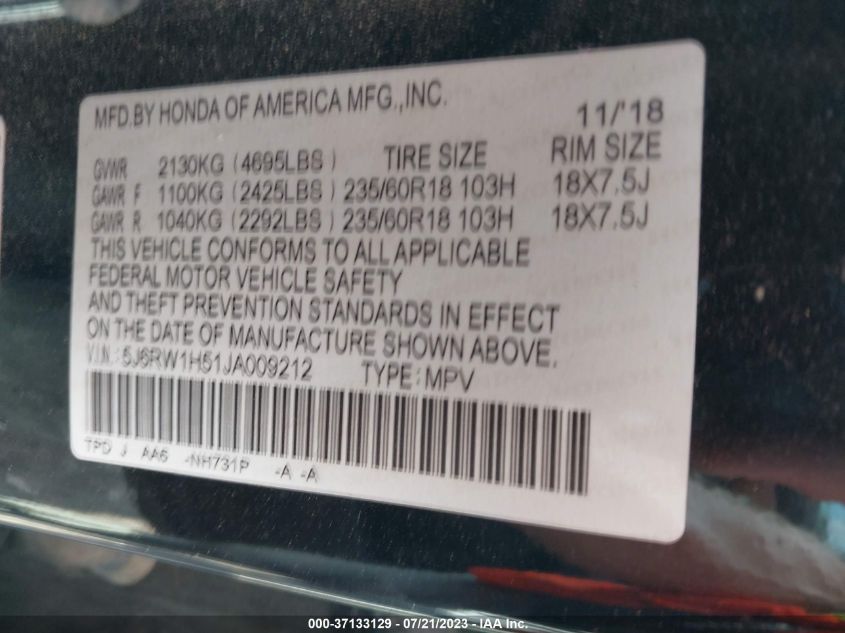 MFD.BY HONDA OF AMERICA MFG.,INC. 11/'18
GVWR 2130KG (4695LBS) TIRE SIZE RIM SIZE
GAWR F 1100KG (2425LBS) 235/60R18 103H 18X7.5J
GAWR R 1040KG (2292LBS) 235/60R18 103H 18X7.5J
THIS VEHICLE CONFORMS TO ALL APPLICABLE
FEDERAL MOTOR VEHICLE SAFETY
AND THEFT PREVENTION STANDARDS IN EFFECT
ON THE DATE OF MANUFACTURE SHOWN ABOVE.
V.I.N.:5J6RW1H51JA009212 TYPE:MPV
TPD J AA6 -NH731P -A -A
000-37133129 - 07/21/2023 - IAA Inc.